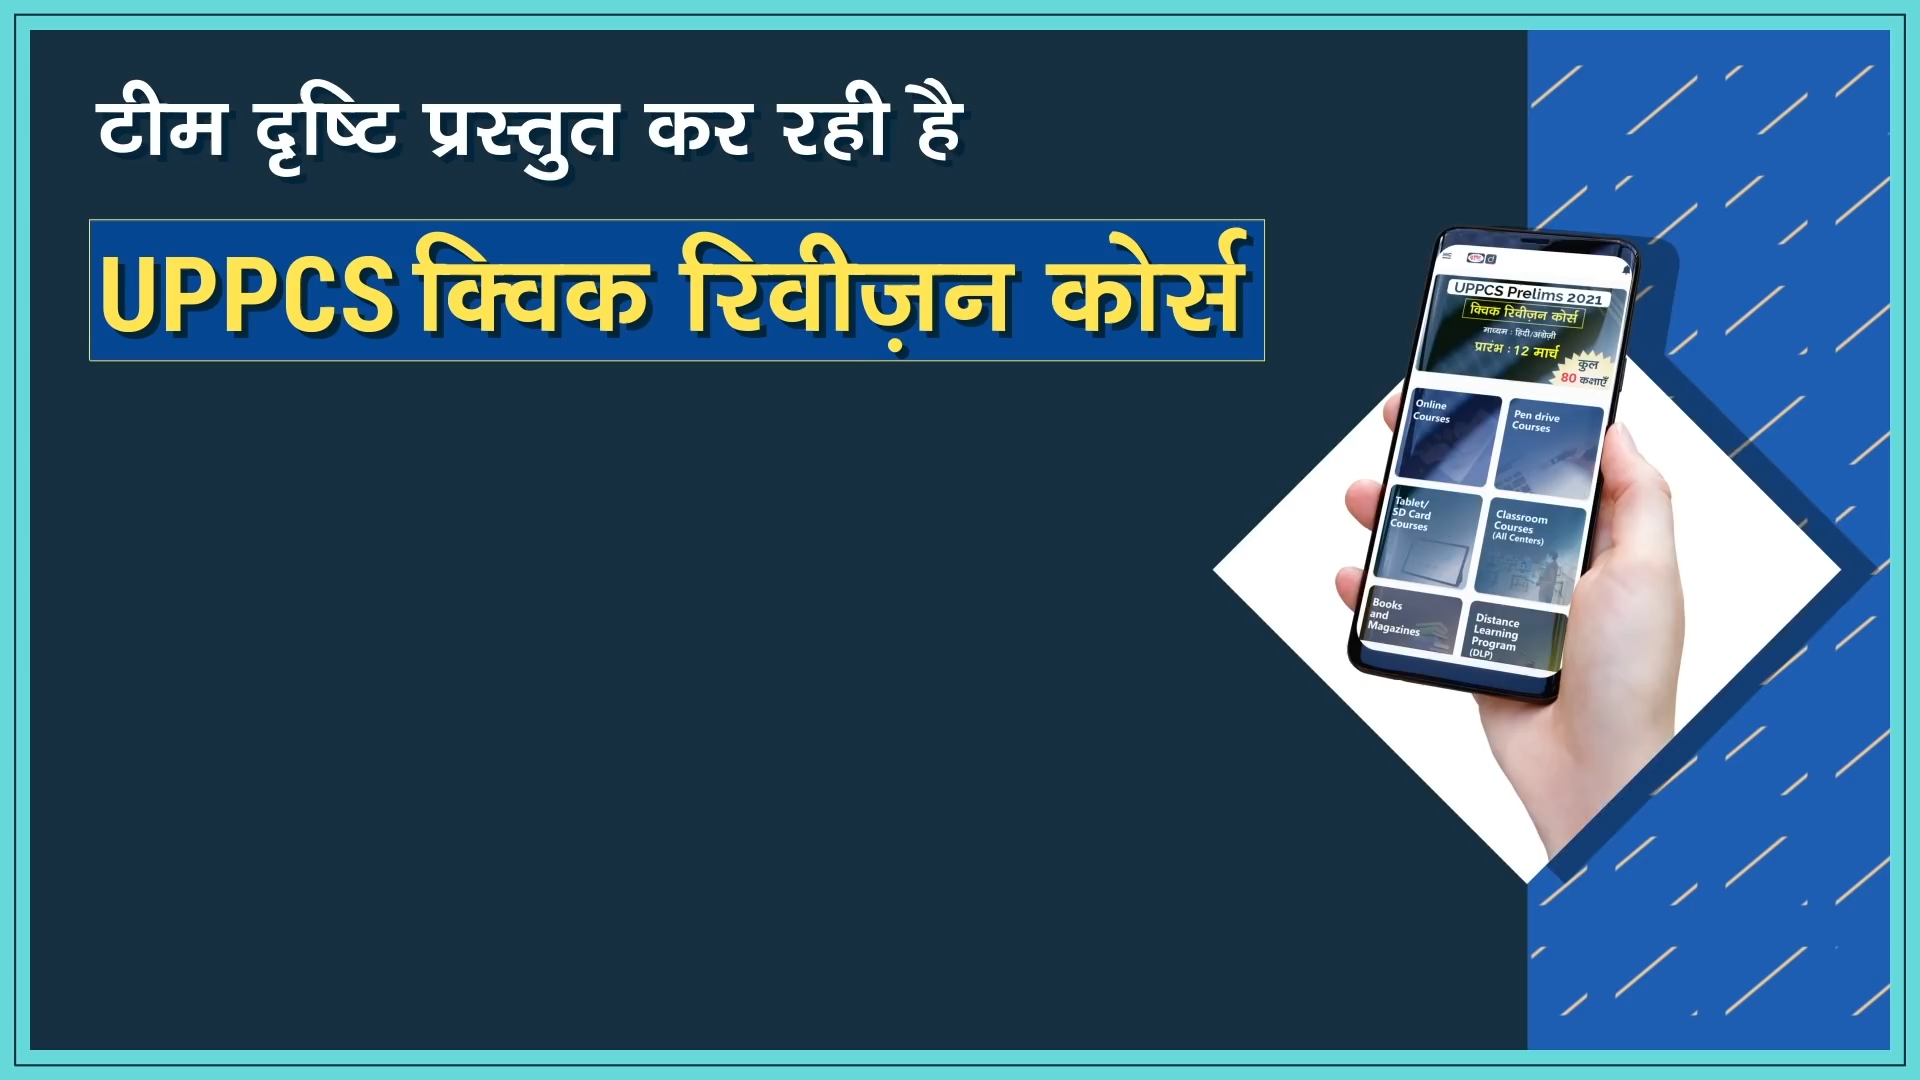 टीम दृष्टि प्रस्तुत कर रही है
UPPCS क्विक रिवीज़न कोर्स
UPPCS Prelims 2021
क्विक रिवीज़न कोर्स
माध्यम : हिंदी/अंग्रेज़ी
प्रारंभ : 12 मार्च
कुल
80 कक्षाएँ
Online
Courses
Pen drive
Courses
Tablet/
SD Card
Courses
Classroom
Courses
(All Centers)
Books
and
Magazines
Distance
Learning
Program
(DLP)